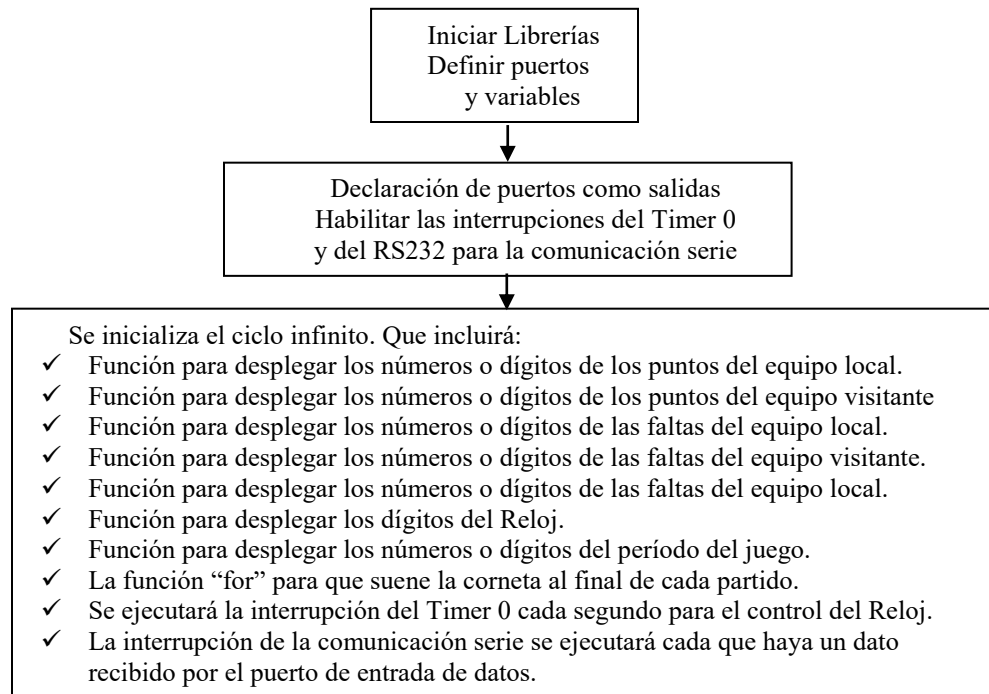 Iniciar Librerías
Definir puertos
y variables
Declaración de puertos como salidas
Habilitar las interrupciones del Timer 0
y del RS232 para la comunicación serie
Se inicializa el ciclo infinito. Que incluirá:
✓ Función para desplegar los números o dígitos de los puntos del equipo local.
✓ Función para desplegar los números o dígitos de los puntos del equipo visitante
✓ Función para desplegar los números o dígitos de las faltas del equipo local.
✓ Función para desplegar los números o dígitos de las faltas del equipo visitante.
✓ Función para desplegar los números o dígitos de las faltas del equipo local.
✓ Función para desplegar los dígitos del Reloj.
✓ Función para desplegar los números o dígitos del período del juego.
✓ La función “for” para que suene la corneta al final de cada partido.
✓ Se ejecutará la interrupción del Timer 0 cada segundo para el control del Reloj.
✓ La interrupción de la comunicación serie se ejecutará cada que haya un dato
recibido por el puerto de entrada de datos.